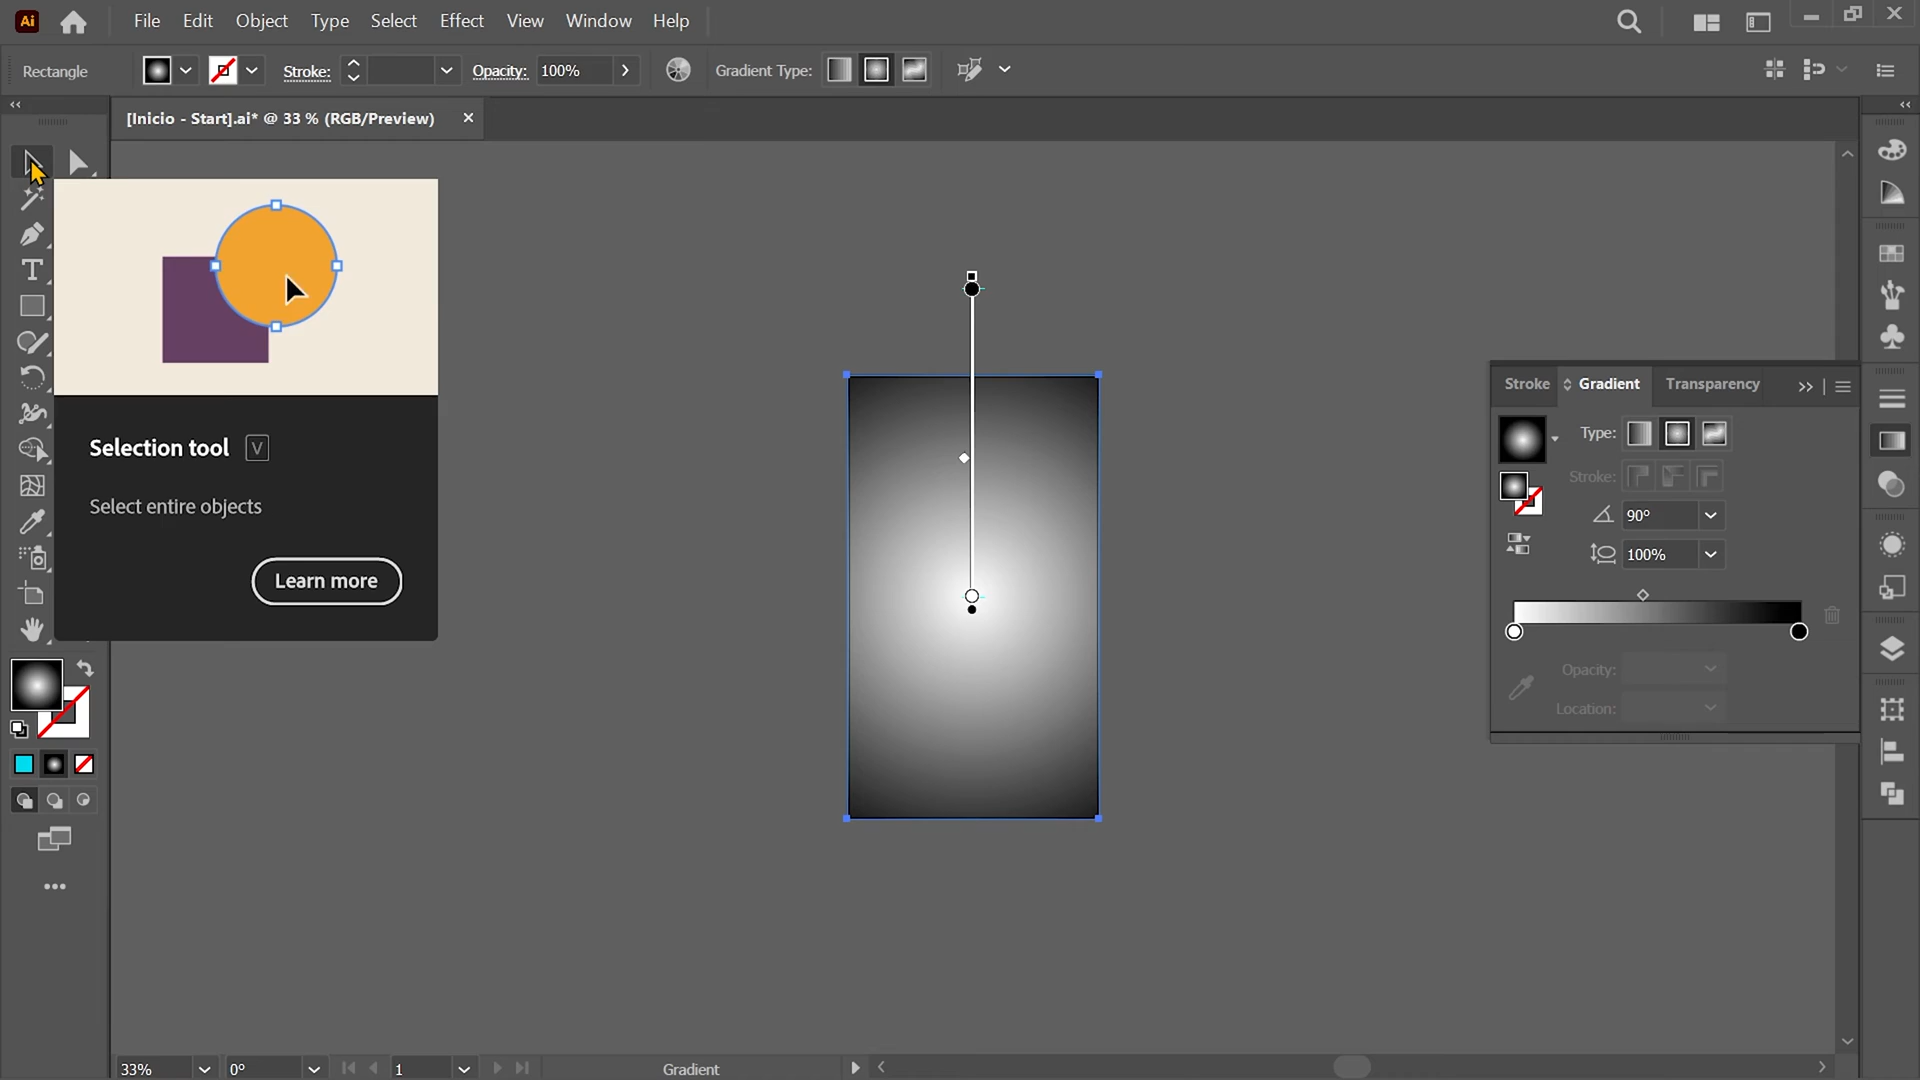 Ai File Edit Object Type Select Effect View Window Help
Rectangle Stroke: Opacity: 100% Gradient Type:
[Inicio - Start].ai* @ 33 % (RGB/Preview)
Stroke Gradient Transparency
Type:
Selection tool V
Stroke:
Select entire objects
90°
100%
Learn more
Opacity:
Location:
33% 0° 1 Gradient